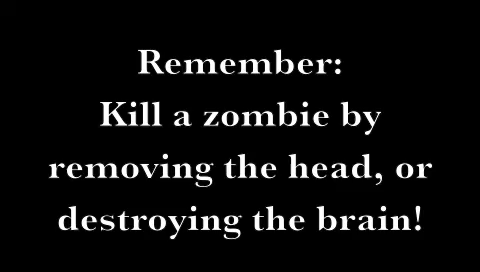 Remember:
Kill a zombie by
removing the head, or
destroying the brain!